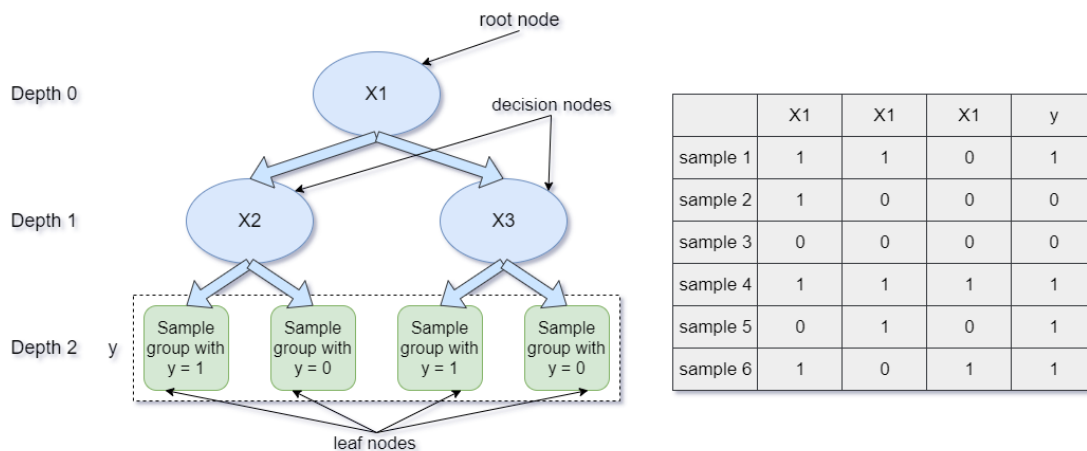 root node
Depth 0
X1
decision nodes
Depth 1
X2
X3
Depth 2
y
Sample
group with
y = 1
Sample
group with
y = 0
Sample
group with
y = 1
Sample
group with
y = 0
leaf nodes
X1 X1 X1 y
sample 1 1 1 0 1
sample 2 1 0 0 0
sample 3 0 0 0 0
sample 4 1 1 1 1
sample 5 0 1 0 1
sample 6 1 0 1 1